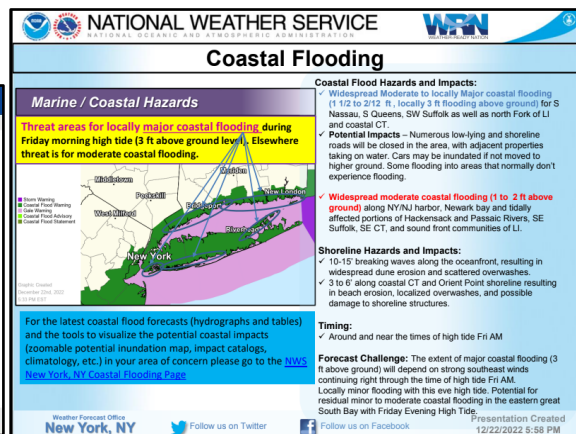 NATIONAL WEATHER SERVICE
NATIONAL OCEANIC AND ATMOSPHERIC ADMINISTRATION
WRN
WEATHER-READY NATION
Coastal Flooding
Marine / Coastal Hazards
Threat areas for locally major coastal flooding during
Friday morning high tide (3 ft above ground level). Elsewhere
threat is for moderate coastal flooding.
Middletown
Meriden
Peekskill
New London
West Milford
Bridgeport
Riverhead
New York
Storm Warning
Coastal Flood Warning
Gale Warning
Coastal Flood Advisory
Coastal Flood Statement
Graphic Created
December 22nd, 2022
5:33 PM EST
For the latest coastal flood forecasts (hydrographs and tables)
and the tools to visualize the potential coastal impacts
(zoomable potential inundation map, impact catalogs,
climatology, etc.) in your area of concern please go to the NWS
New York, NY Coastal Flooding Page
Coastal Flood Hazards and Impacts:
✓ Widespread Moderate to locally Major coastal flooding
(1 1/2 to 2/12 ft , locally 3 ft flooding above ground) for S
Nassau, S Queens, SW Suffolk as well as north Fork of LI
and coastal CT.
✓ Potential Impacts – Numerous low-lying and shoreline
roads will be closed in the area, with adjacent properties
taking on water. Cars may be inundated if not moved to
higher ground. Some flooding into areas that normally don't
experience flooding.
✓ Widespread moderate coastal flooding (1 to 2 ft above
ground) along NY/NJ harbor, Newark bay and tidally
affected portions of Hackensack and Passaic Rivers, SE
Suffolk, SE CT, and sound front communities of LI.
Shoreline Hazards and Impacts:
✓ 10-15' breaking waves along the oceanfront, resulting in
widespread dune erosion and scattered overwashes.
✓ 3 to 6' along coastal CT and Orient Point shoreline resulting
in beach erosion, localized overwashes, and possible
damage to shoreline structures.
Timing:
✓ Around and near the times of high tide Fri AM
Forecast Challenge: The extent of major coastal flooding (3
ft above ground) will depend on strong southeast winds
continuing right through the time of high tide Fri AM.
Locally minor flooding with this eve high tide. Potential for
residual minor to moderate coastal flooding in the eastern great
South Bay with Friday Evening High Tide.
Weather Forecast Office
New York, NY
Follow us on Twitter
Follow us on Facebook
Presentation Created
12/22/2022 5:58 PM